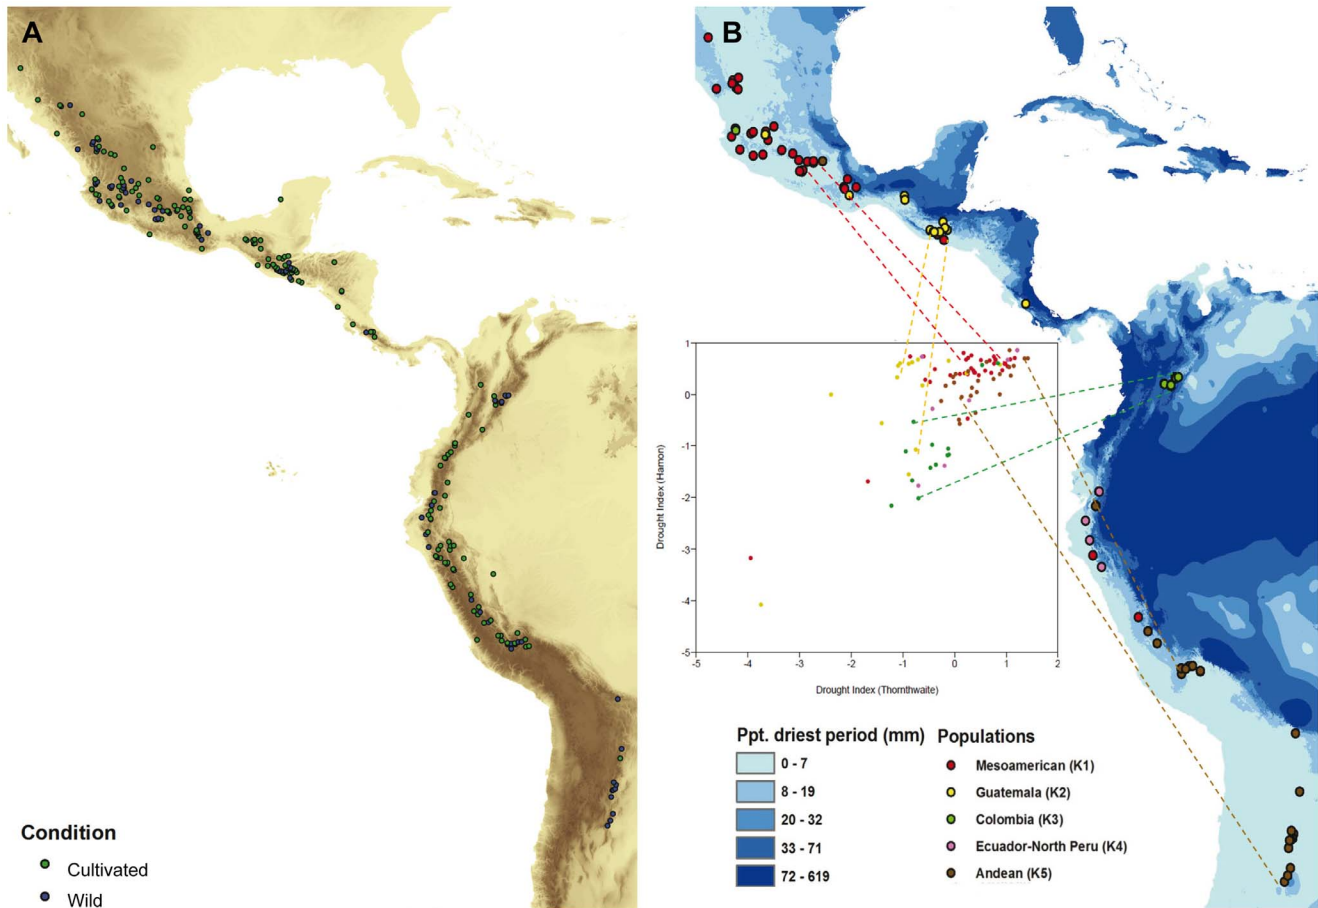 A
B
1
0
-1
-2
-3
-4
-5
Drought Index (Hamon)
-5 -4 -3 -2 -1 0 1 2
Drought Index (Thornthwaite)
Condition
Cultivated
Wild
Ppt. driest period (mm)
0 - 7
8 - 19
20 - 32
33 - 71
72 - 619
Populations
Mesoamerican (K1)
Guatemala (K2)
Colombia (K3)
Ecuador-North Peru (K4)
Andean (K5)